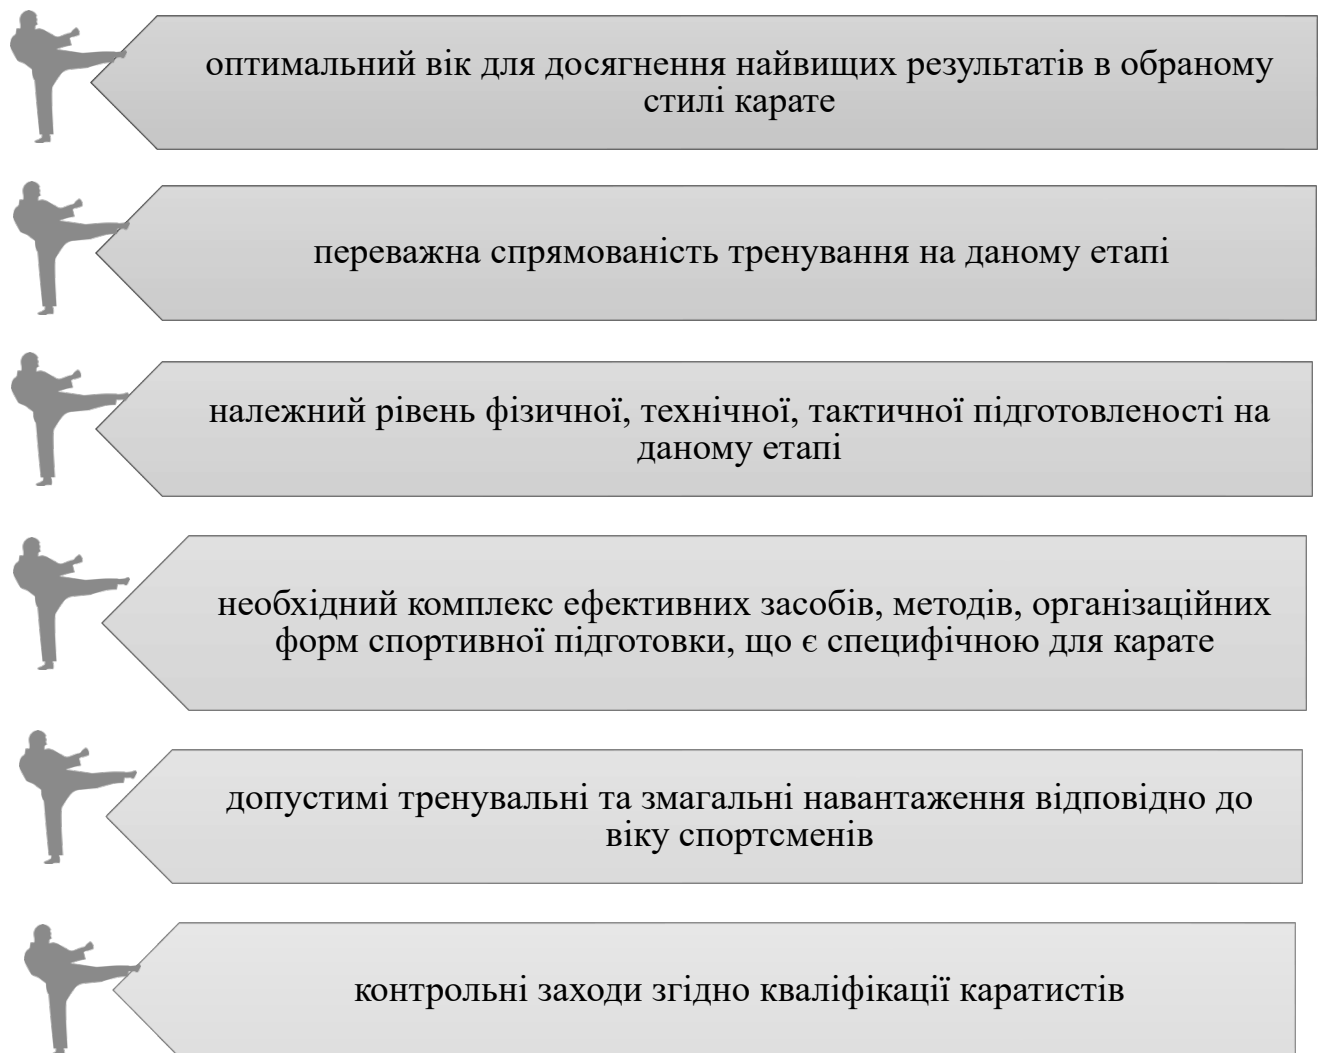 оптимальний вік для досягнення найвищих результатів в обраному
стилі карате
переважна спрямованість тренування на даному етапі
належний рівень фізичної, технічної, тактичної підготовленості на
даному етапі
необхідний комплекс ефективних засобів, методів, організаційних
форм спортивної підготовки, що є специфічною для карате
допустимі тренувальні та змагальні навантаження відповідно до
віку спортсменів
контрольні заходи згідно кваліфікації каратистів